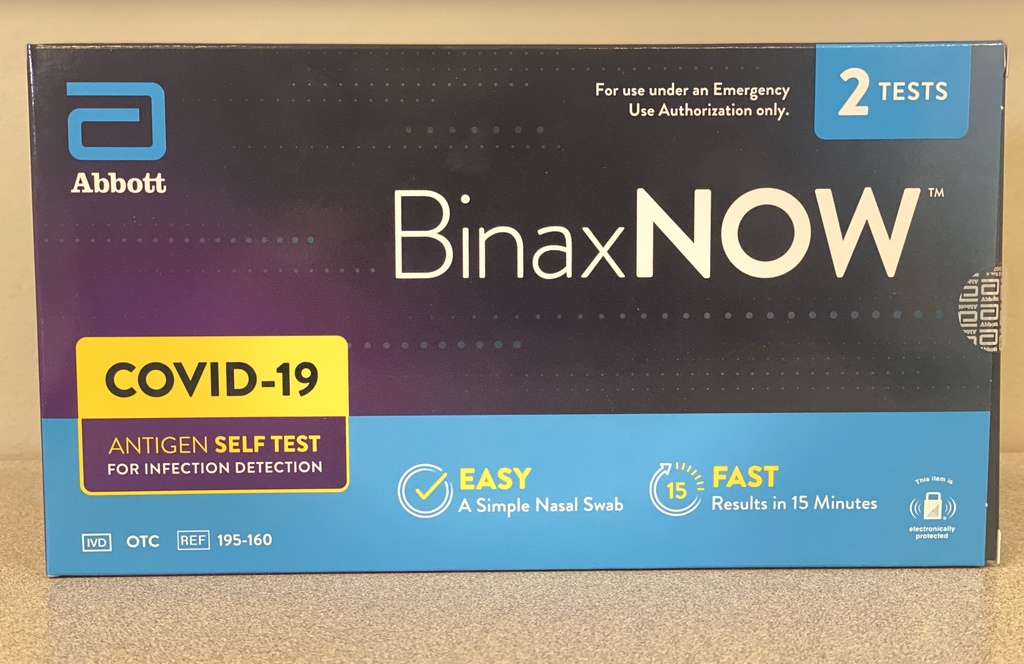 Abbott
For use under an Emergency
Use Authorization only.
2 TESTS
BinaxNOW™
COVID-19
ANTIGEN SELF TEST
FOR INFECTION DETECTION
EASY
A Simple Nasal Swab
15
FAST
Results in 15 Minutes
This item is
electronically
protected
IVD OTC REF 195-160
Abbott